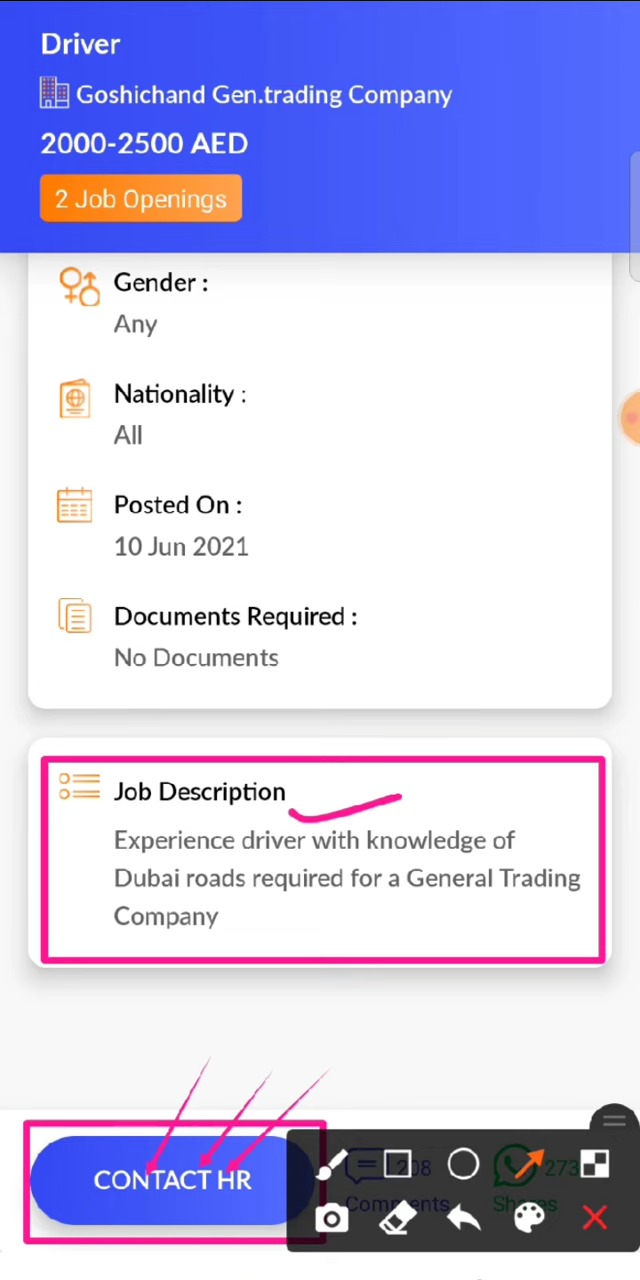 Driver
Goshichand Gen.trading Company
2000-2500 AED
2 Job Openings
Gender :
Any
Nationality :
All
Posted On :
10 Jun 2021
Documents Required :
No Documents
Job Description
Experience driver with knowledge of
Dubai roads required for a General Trading
Company
CONTACT HR
208
273
Comments
Shares